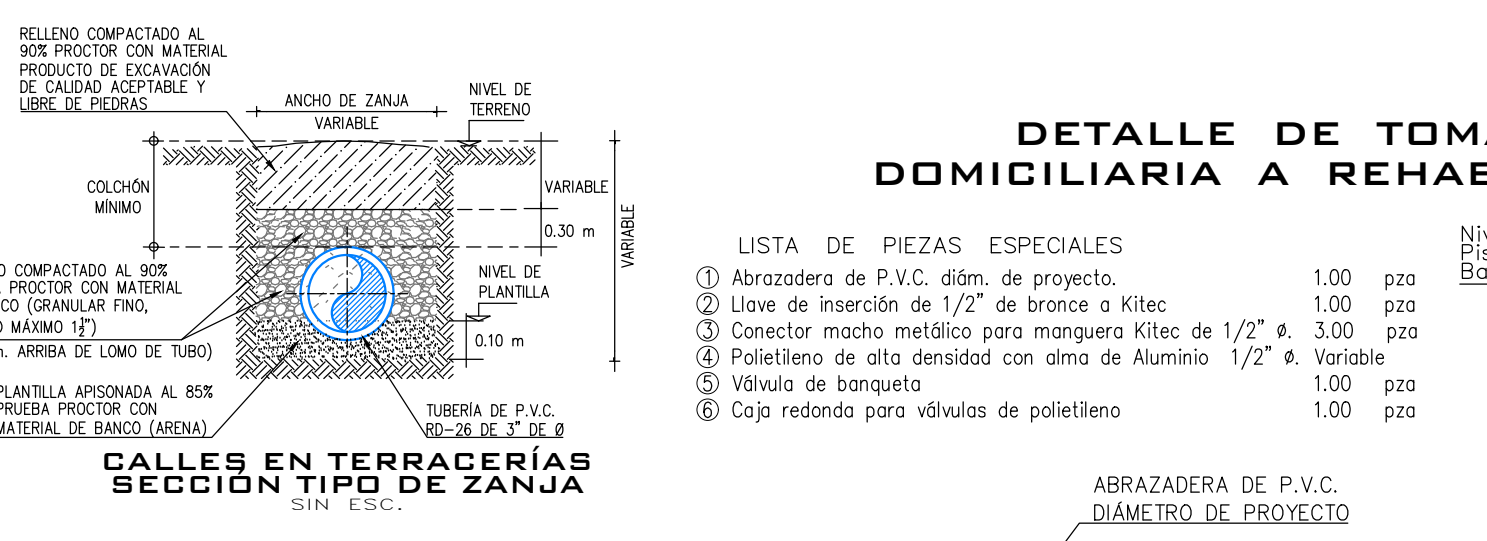 RELLENO COMPACTADO AL
90% PROCTOR CON MATERIAL
PRODUCTO DE EXCAVACIÓN
DE CALIDAD ACEPTABLE Y
LIBRE DE PIEDRAS
ANCHO DE ZANJA
VARIABLE
NIVEL DE
TERRENO
COLCHÓN
MÍNIMO
VARIABLE
0.30 m
VARIABLE
COMPACTADO AL 90%
PROCTOR CON MATERIAL
(GRANULAR FINO,
MÁXIMO 1½")
ARRIBA DE LOMO DE TUBO)
NIVEL DE
PLANTILLA
0.10 m
PLANTILLA APISONADA AL 85%
PRUEBA PROCTOR CON
MATERIAL DE BANCO (ARENA)
TUBERÍA DE P.V.C.
RD-26 DE 3" DE Ø
CALLES EN TERRACERÍAS
SECCIÓN TIPO DE ZANJA
SIN ESC.
DETALLE DE TOMA
DOMICILIARIA A
LISTA DE PIEZAS ESPECIALES
① Abrazadera de P.V.C. diám. de proyecto. 1.00 pza
② Llave de inserción de 1/2" de bronce a Kitec 1.00 pza
③ Conector macho metálico para manguera Kitec de 1/2" ø. 3.00 pza
④ Polietileno de alta densidad con alma de Aluminio 1/2" ø. Variable
⑤ Válvula de banqueta 1.00 pza
⑥ Caja redonda para válvulas de polietileno 1.00 pza
ABRAZADERA DE P.V.C.
DIÁMETRO DE PROYECTO